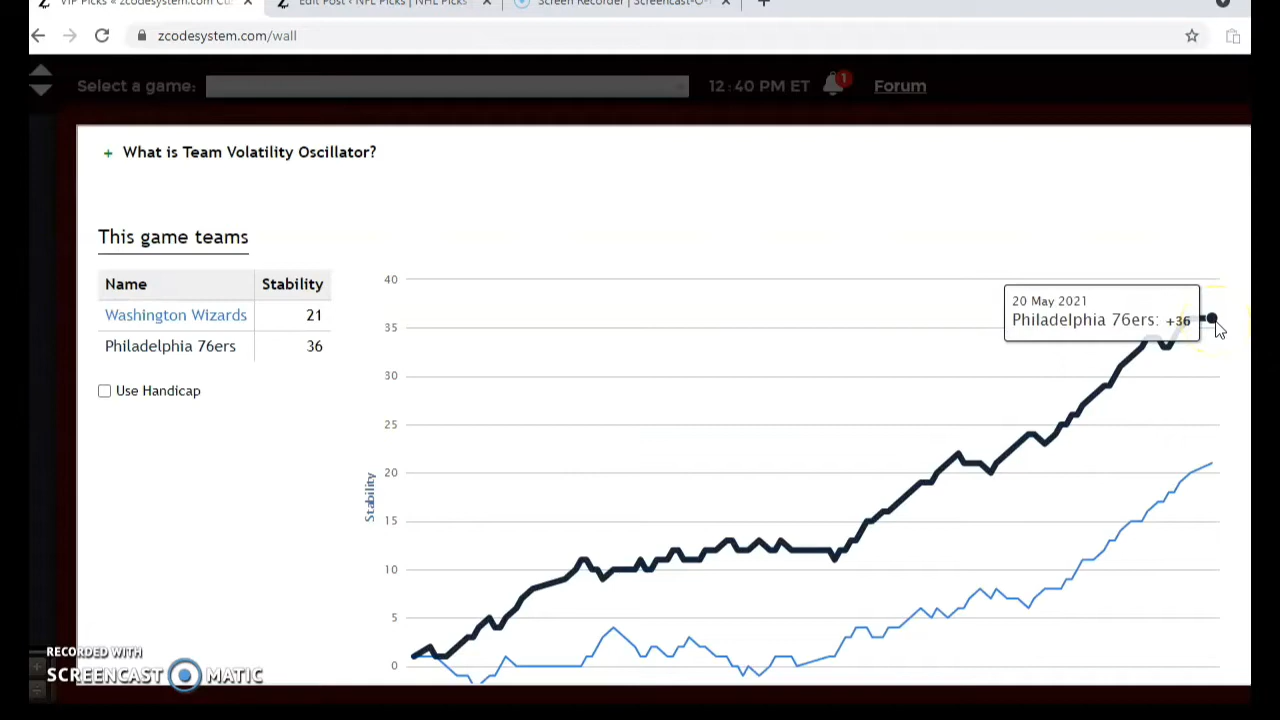 VIP Picks « zcodesystem.com Cu
Edit Post ‹ NFL Picks | NHL Picks
Screen Recorder | Screencast-O-
zcodesystem.com/wall
Select a game:
12:40 PM ET
1
Forum
+ What is Team Volatility Oscillator?
This game teams
Name Stability
Washington Wizards 21
Philadelphia 76ers 36
Use Handicap
40
35
30
25
20
15
10
5
0
Stability
20 May 2021
Philadelphia 76ers: +36
RECORDED WITH
SCREENCAST MATIC